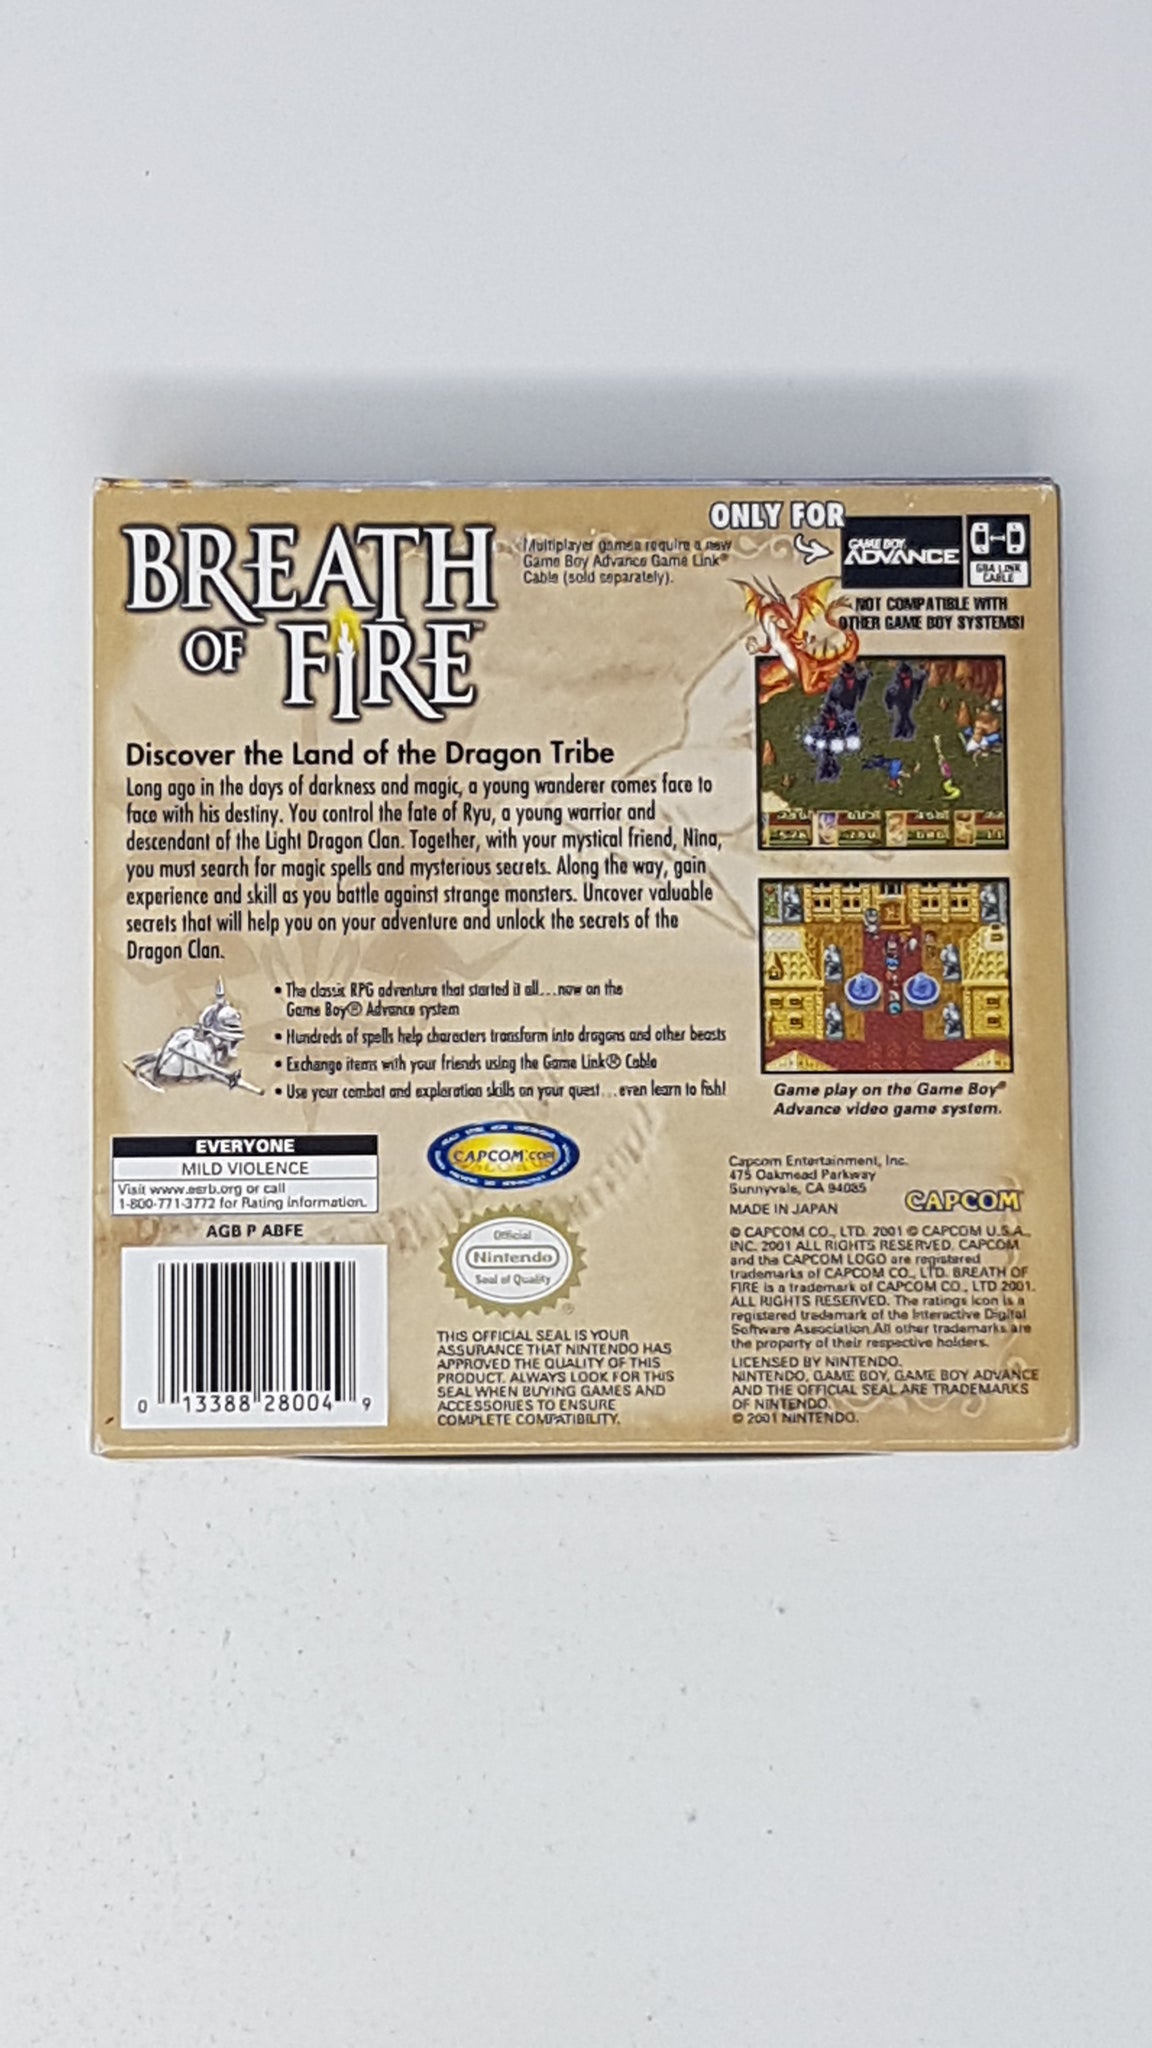 BREATH
OF FIRE™
Multiplayer games require a new
Game Boy Advance Game Link®
Cable (sold separately).
ONLY FOR
GAME BOY
ADVANCE
GBA LINK
CABLE
NOT COMPATIBLE WITH
OTHER GAME BOY SYSTEMS!
Discover the Land of the Dragon Tribe
Long ago in the days of darkness and magic, a young wanderer comes face to
face with his destiny. You control the fate of Ryu, a young warrior and
descendant of the Light Dragon Clan. Together, with your mystical friend, Nina,
you must search for magic spells and mysterious secrets. Along the way, gain
experience and skill as you battle against strange monsters. Uncover valuable
secrets that will help you on your adventure and unlock the secrets of the
Dragon Clan.
• The classic RPG adventure that started it all...now on the
Game Boy® Advance system
• Hundreds of spells help characters transform into dragons and other beasts
• Exchange items with your friends using the Game Link® Cable
• Use your combat and exploration skills on your quest...even learn to fish!
Game play on the Game Boy®
Advance video game system.
EVERYONE
MILD VIOLENCE
Visit www.esrb.org or call
1-800-771-3772 for Rating Information.
AGB P ABFE
0 13388 28004 9
CAPCOM.COM
Official
Nintendo
Seal of Quality
®
THIS OFFICIAL SEAL IS YOUR
ASSURANCE THAT NINTENDO HAS
APPROVED THE QUALITY OF THIS
PRODUCT. ALWAYS LOOK FOR THIS
SEAL WHEN BUYING GAMES AND
ACCESSORIES TO ENSURE
COMPLETE COMPATIBILITY.
Capcom Entertainment, Inc.
475 Oakmead Parkway
Sunnyvale, CA 94085
MADE IN JAPAN
CAPCOM®
© CAPCOM CO., LTD. 2001 © CAPCOM U.S.A.,
INC. 2001 ALL RIGHTS RESERVED. CAPCOM
and the CAPCOM LOGO are registered
trademarks of CAPCOM CO., LTD. BREATH OF
FIRE is a trademark of CAPCOM CO., LTD 2001.
ALL RIGHTS RESERVED. The ratings icon is a
registered trademark of the Interactive Digital
Software Association. All other trademarks are
the property of their respective holders.
LICENSED BY NINTENDO.
NINTENDO, GAME BOY, GAME BOY ADVANCE
AND THE OFFICIAL SEAL ARE TRADEMARKS
OF NINTENDO.
© 2001 NINTENDO.